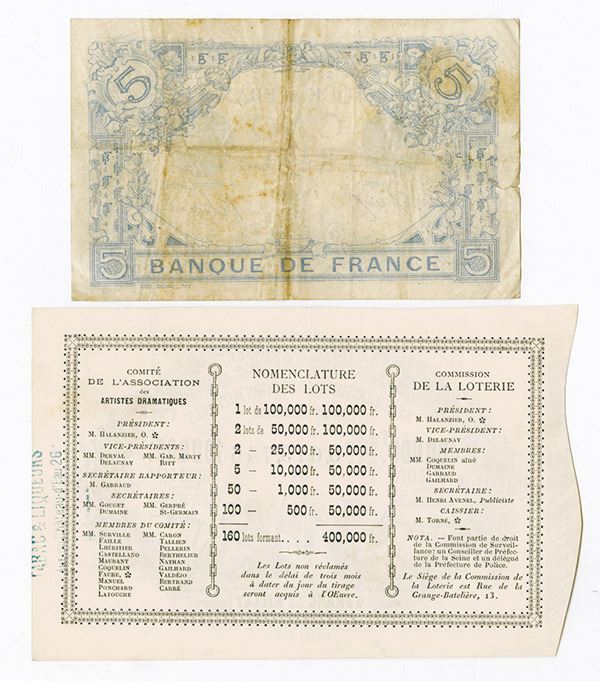 5 5
BANQUE DE FRANCE
5 5
COMITÉ
DE L'ASSOCIATION
des
ARTISTES DRAMATIQUES
PRÉSIDENT:
M. HALANZIER, O.
VICE-PRÉSIDENTS:
MM. DERVAL MM. GAB. MARTY
DELAUNAY RITT
SECRÉTAIRE RAPPORTEUR:
M. GARRAUD
SECRÉTAIRES:
MM. GOUGET MM. GERPRÉ
DUMAINE ST-GERMAIN
MEMBRES DU COMITÉ:
MM. SURVILLE MM. CARON
FAILLE TALLIEN
LHÉRITIER PELLERIN
CASTELLANO BERTHELIER
MAUBANT NATHAN
COQUELIN GAILHARD
FAURE, VALDÉJO
MANUEL BERTRAND
PONCHARD CARRÉ
LATOUCHE
NOMENCLATURE
DES LOTS
1 lot de 100,000 fr. 100,000 fr.
2 lots de 50,000 fr. 100,000 fr.
2 — 25,000 fr. 50,000 fr.
5 — 10,000 fr. 50,000 fr.
50 — 1,000 fr. 50,000 fr.
100 — 500 fr. 50,000 fr.
160 lots formant.... 400,000 fr.
Les Lots non réclamés
dans le delai de trois mois
à dater du jour du tirage
seront acquis à l'OEuvre.
COMMISSION
DE LA LOTERIE
PRÉSIDENT:
M. HALANZIER, O.
VICE-PRÉSIDENT:
M. DELAUNAY
MEMBRES:
MM. COQUELIN aîné
DUMAINE
GARRAUD
GAILHARD
SECRÉTAIRE:
M. HENRI AVENEL, Publiciste
CAISSIER:
M. TORNÉ,
NOTA. — Font partie de droit
de la Commission de Surveil-
lance: un Conseiller de Préfec-
ture de la Seine et un délégué
de la Préfecture de Police.
Le Siège de la Commission de
la Loterie est Rue de la
Grange-Batelière, 13.
TABAC & LIQUEURS